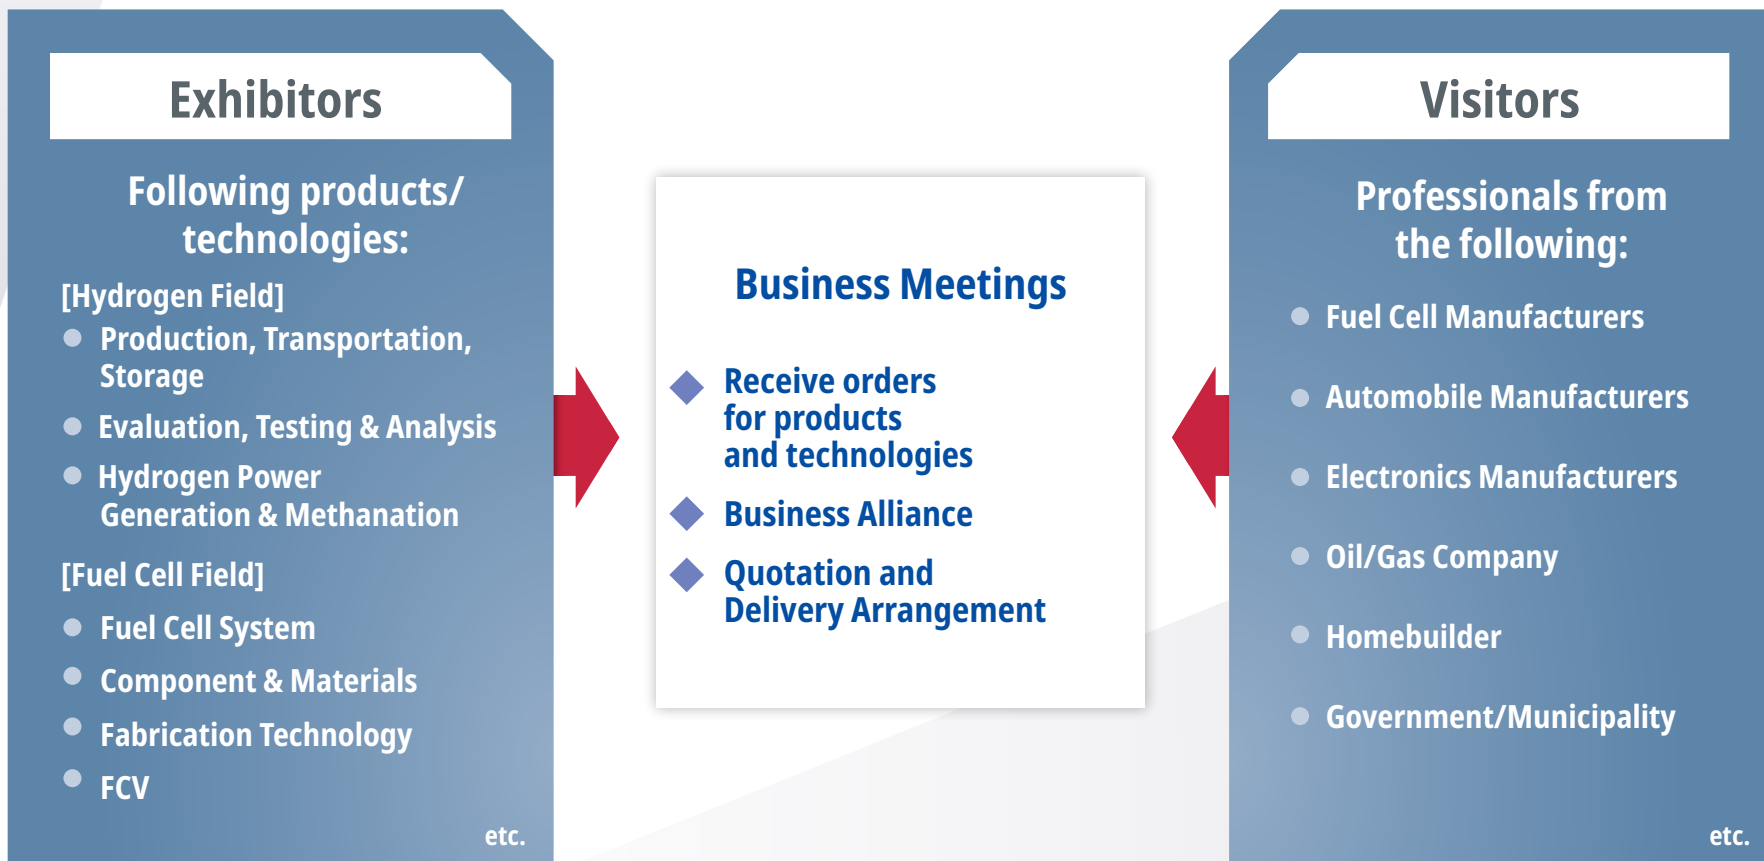 Exhibitors
Following products/
technologies:
[Hydrogen Field]
Production, Transportation,
Storage
Evaluation, Testing & Analysis
Hydrogen Power
Generation & Methanation
[Fuel Cell Field]
Fuel Cell System
Component & Materials
Fabrication Technology
FCV
etc.
Business Meetings
Receive orders
for products
and technologies
Business Alliance
Quotation and
Delivery Arrangement
Visitors
Professionals from
the following:
Fuel Cell Manufacturers
Automobile Manufacturers
Electronics Manufacturers
Oil/Gas Company
Homebuilder
Government/Municipality
etc.